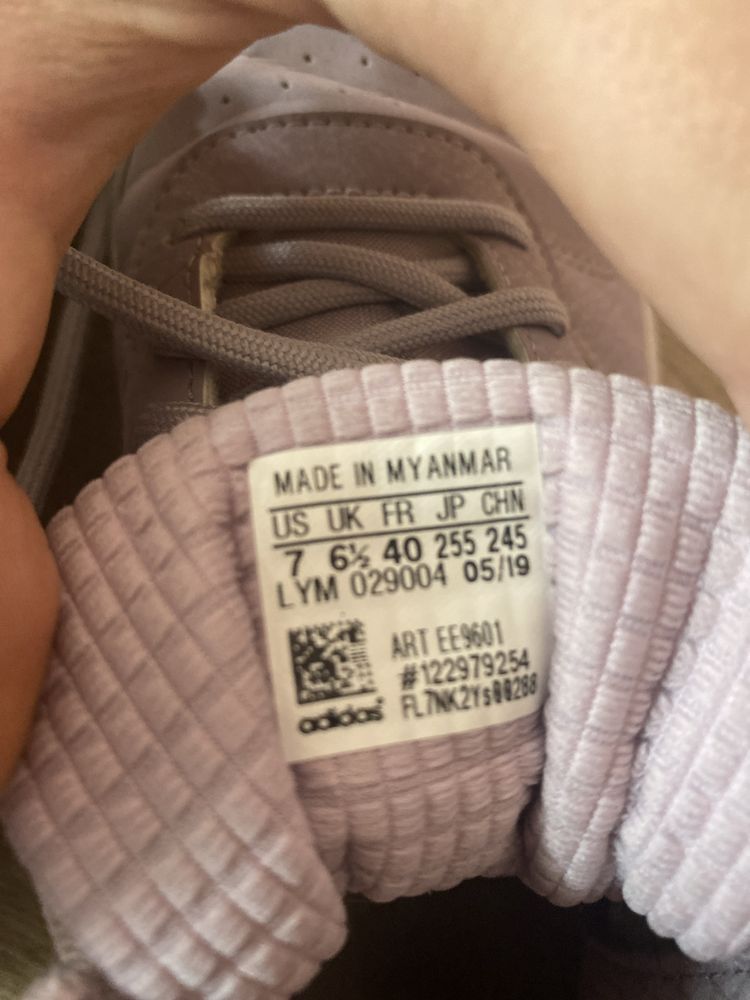 MADE IN MYANMAR
US UK FR JP CHN
7 6½ 40 255 245
LYM 029004 05/19
ART EE9601
#122979254
FL7NK2Ys00288
adidas